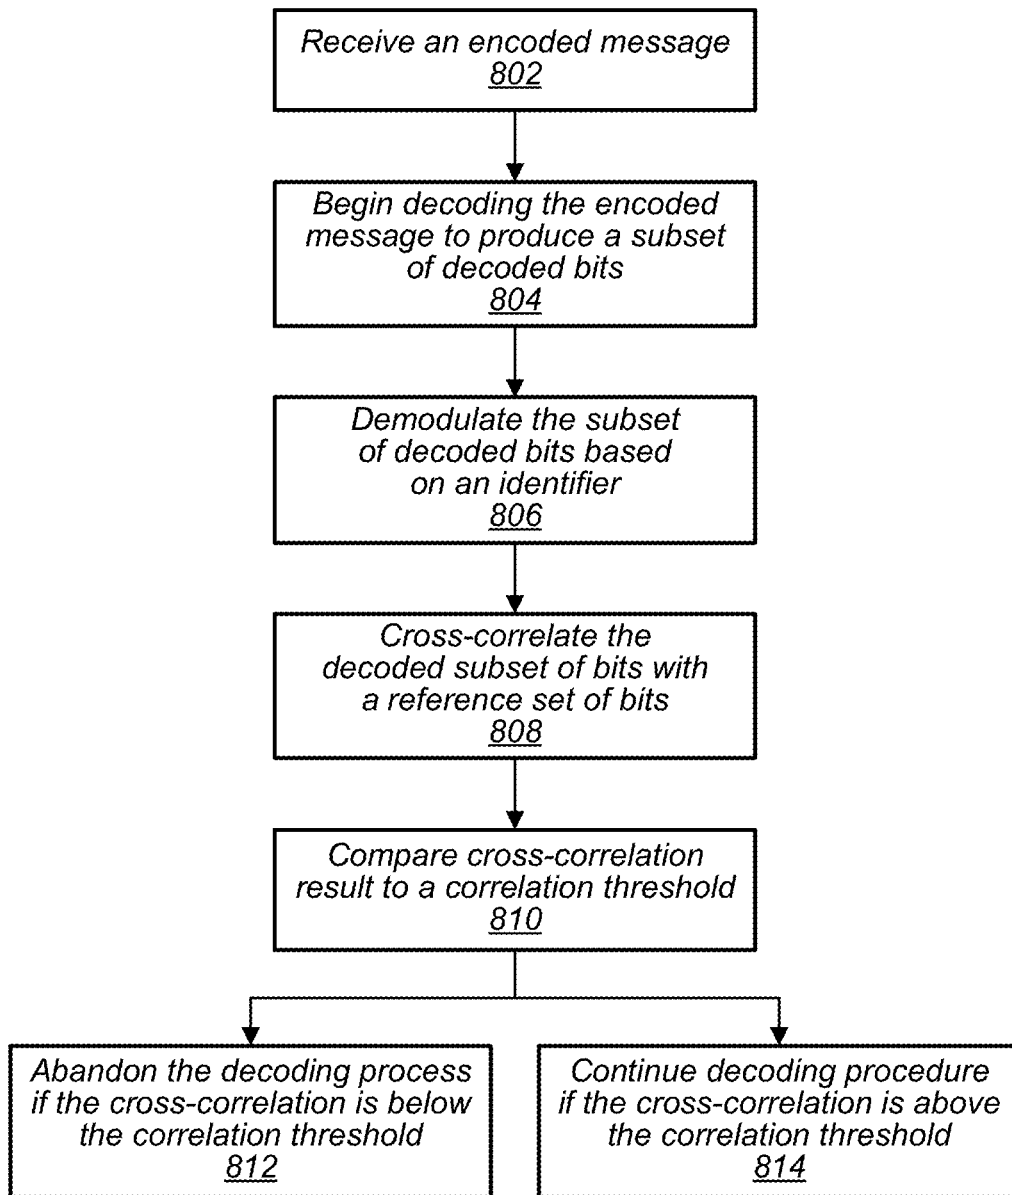 Receive an encoded message
802
Begin decoding the encoded
message to produce a subset
of decoded bits
804
Demodulate the subset
of decoded bits based
on an identifier
806
Cross-correlate the
decoded subset of bits with
a reference set of bits
808
Compare cross-correlation
result to a correlation threshold
810
Abandon the decoding process
if the cross-correlation is below
the correlation threshold
812
Continue decoding procedure
if the cross-correlation is above
the correlation threshold
814